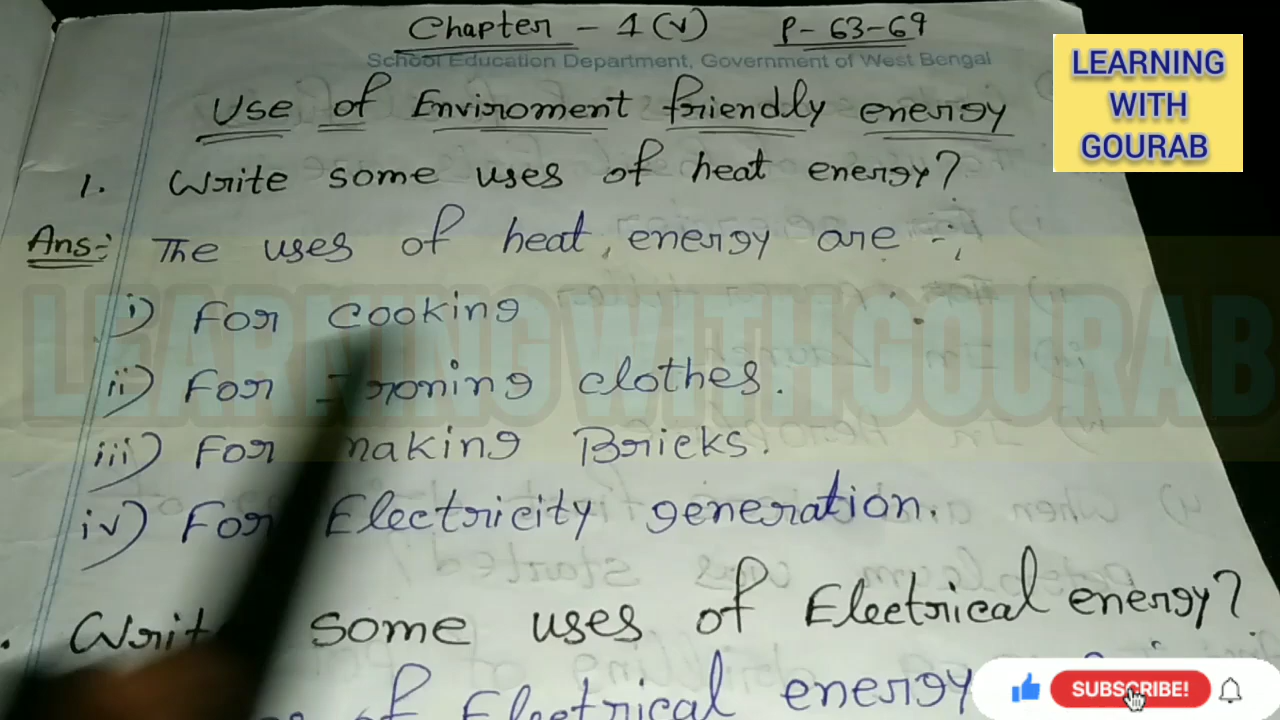 Chapter - 1 (v) P- 63-69
School Education Department, Government of West Bengal
LEARNING
WITH
GOURAB
Use of Enviroment friendly energy
1. Write some uses of heat energy?
Ans:- The uses of heat energy are -;
LEARNING WITH GOURAB
i) For Cooking
ii) For Ironing clothes.
iii) For making Bricks.
iv) For Electricity generation.
Write some uses of Electrical energy?
of Electrical energy
SUBSCRIBE!